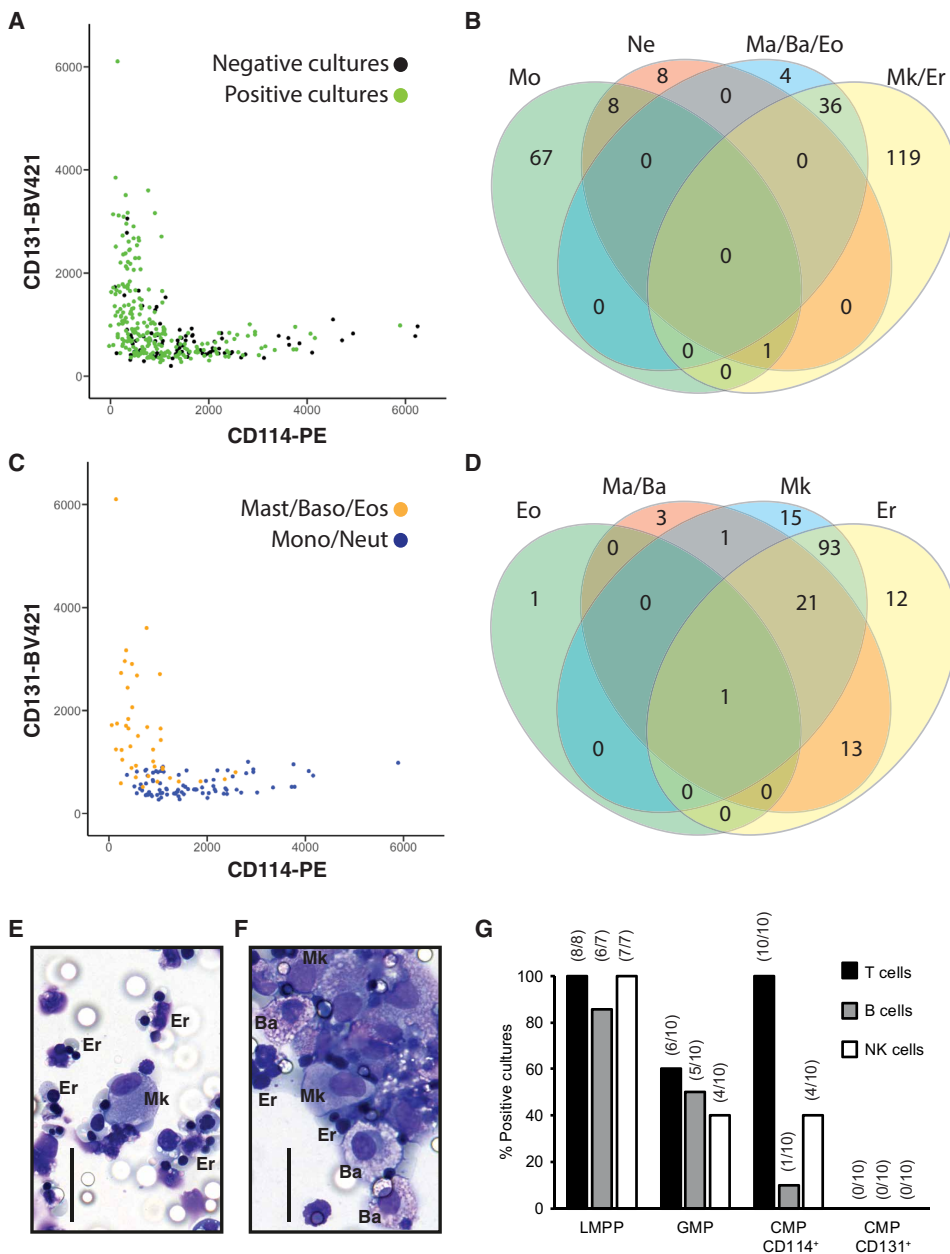 A
CD131-BV421
6000
4000
2000
0
Negative cultures
Positive cultures
0 2000 4000 6000
CD114-PE
B
Mo
Ne
Ma/Ba/Eo
Mk/Er
8
4
8
0
36
67
0
0
119
0
0
0
0
1
0
C
CD131-BV421
6000
4000
2000
0
Mast/Baso/Eos
Mono/Neut
0 2000 4000 6000
CD114-PE
D
Eo
Ma/Ba
Mk
Er
3
15
0
1
93
1
0
21
12
1
0
13
0
0
0
E
Er
Er
Er
Mk
Er
F
Mk
Ba
Er
Mk
Er
Ba
Ba
G
% Positive cultures
100
80
60
40
20
0
(8/8)
(6/7)
(7/7)
(6/10)
(5/10)
(4/10)
(10/10)
(1/10)
(4/10)
(0/10)
(0/10)
(0/10)
T cells
B cells
NK cells
LMPP
GMP
CMP
CD114+
CMP
CD131+